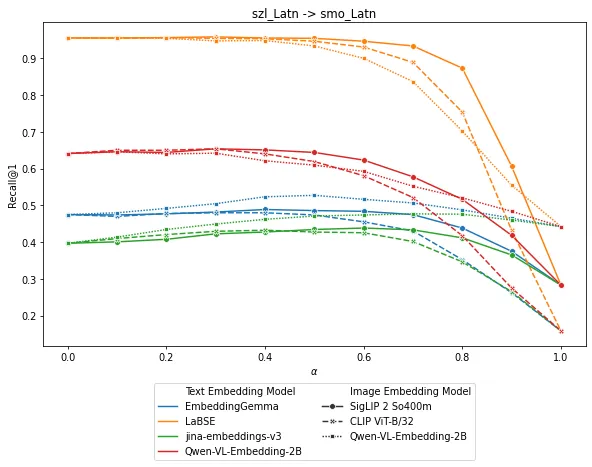 szl_Latn -> smo_Latn
Recall@1
0.9
0.8
0.7
0.6
0.5
0.4
0.3
0.2
0.0 0.2 0.4 0.6 0.8 1.0
α
Text Embedding Model Image Embedding Model
EmbeddingGemma SigLIP 2 So400m
LaBSE CLIP ViT-B/32
jina-embeddings-v3 Qwen-VL-Embedding-2B
Qwen-VL-Embedding-2B